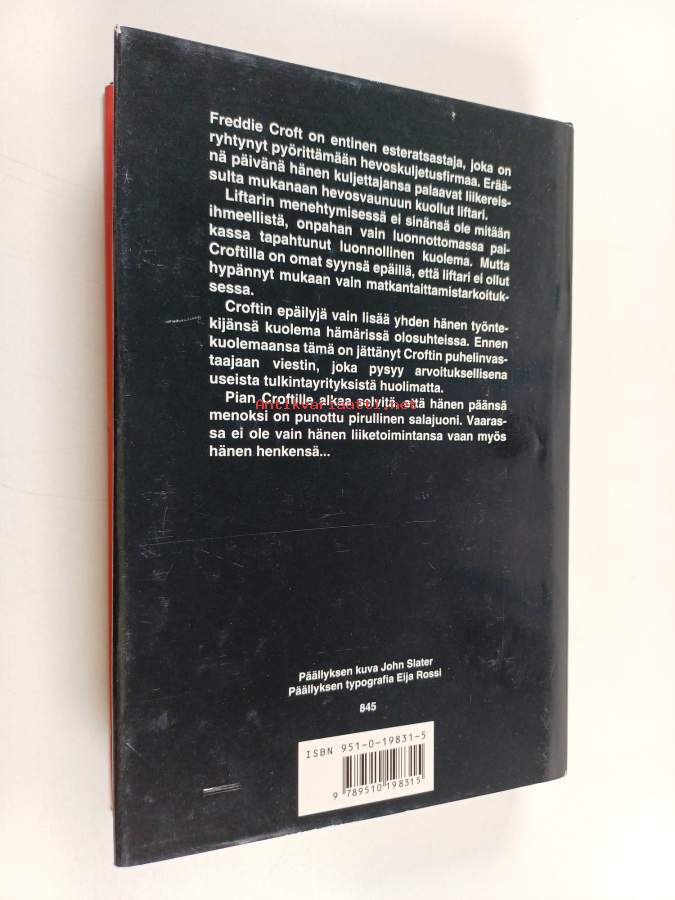 Freddie Croft on entinen esteratsastaja, joka on
ryhtynyt pyörittämään hevoskuljetusfirmaa. Erää-
nä päivänä hänen kuljettajansa palaavat liikereis-
sulta mukanaan hevosvaunuun kuollut liftari.
Liftarin menehtymisessä ei sinänsä ole mitään
ihmeellistä, onpahan vain luonnottomassa pai-
kassa tapahtunut luonnollinen kuolema. Mutta
Croftilla on omat syynsä epäillä, että liftari ei ollut
hypännyt mukaan vain matkantaittamistarkoituk-
sessa.
Croftin epäilyjä vain lisää yhden hänen työnte-
kijänsä kuolema hämärissä olosuhteissa. Ennen
kuolemaansa tämä on jättänyt Croftin puhelinvas-
taajaan viestin, joka pysyy arvoituksellisena
useista tulkintayrityksistä huolimatta.
Pian Croftille alkaa selvitä, että hänen päänsä
Antikvariaatti.net
menoksi on punottu pirullinen salajuoni. Vaaras-
sa ei ole vain hänen liiketoimintansa vaan myös
hänen henkensä...
Päällyksen kuva John Slater
Päällyksen typografia Eija Rossi
845
ISBN 951-0-19831-5
9 789510 198315